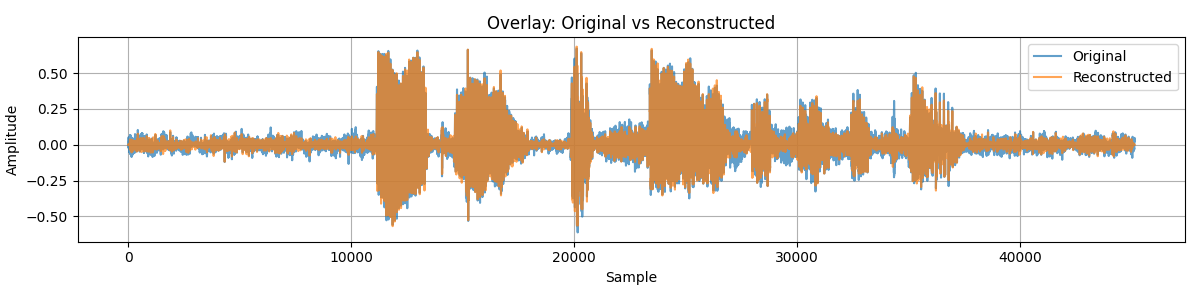 Overlay: Original vs Reconstructed
Original
Reconstructed
Amplitude
0.50
0.25
0.00
−0.25
−0.50
0 10000 20000 30000 40000
Sample